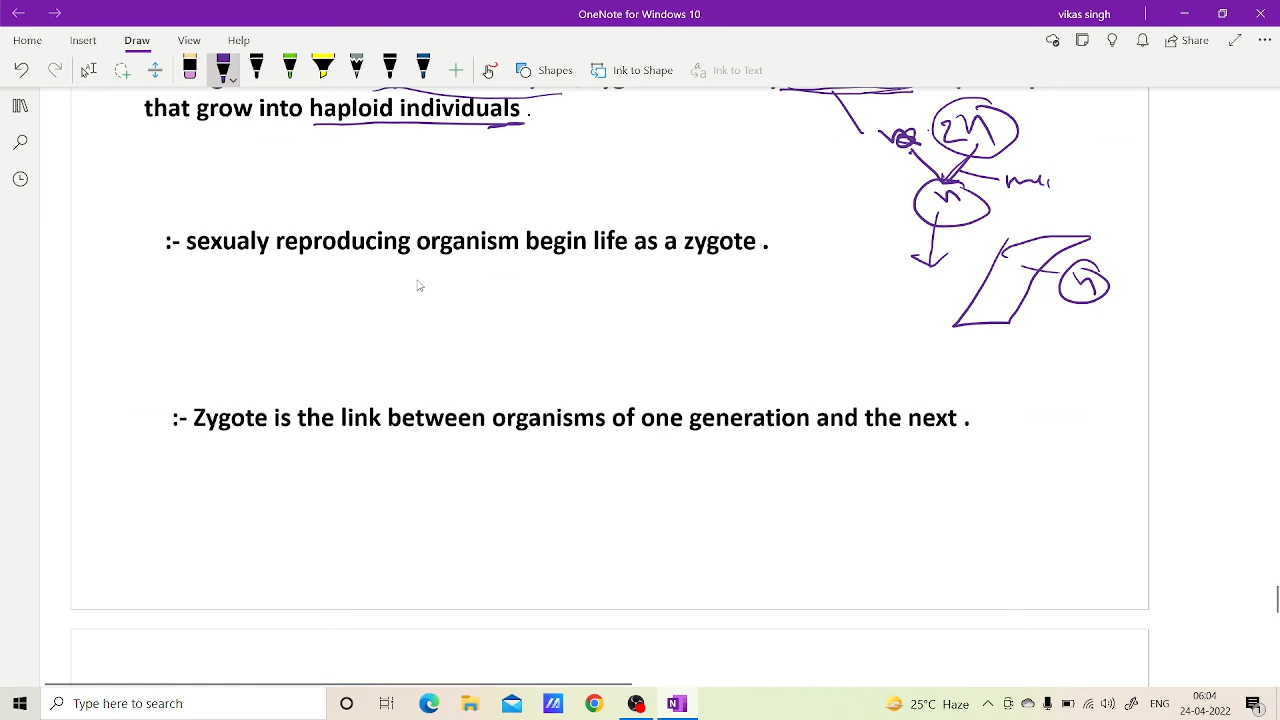 OneNote for Windows 10
vikas singh
Home Insert Draw View Help
Share
Shapes
Ink to Shape
Ink to Text
that grow into haploid individuals .
2n
n
:- sexualy reproducing organism begin life as a zygote .
n
:- Zygote is the link between organisms of one generation and the next .
Type here to search
25°C Haze
ENG
06:04
24-04-2022